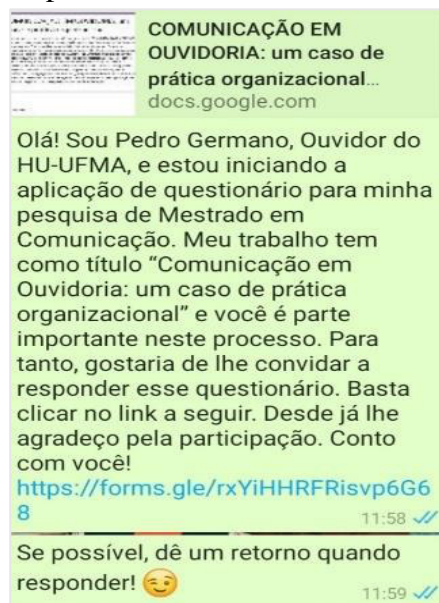 COMUNICAÇÃO EM
OUVIDORIA: um caso de
prática organizacional...
docs.google.com
Olá! Sou Pedro Germano, Ouvidor do
HU-UFMA, e estou iniciando a
aplicação de questionário para minha
pesquisa de Mestrado em
Comunicação. Meu trabalho tem
como título “Comunicação em
Ouvidoria: um caso de prática
organizacional” e você é parte
importante neste processo. Para
tanto, gostaria de lhe convidar a
responder esse questionário. Basta
clicar no link a seguir. Desde já lhe
agradeço pela participação. Conto
com você!
https://forms.gle/rxYiHHRFRisvp6G6
8
11:58
Se possível, dê um retorno quando
responder! 😉
11:59